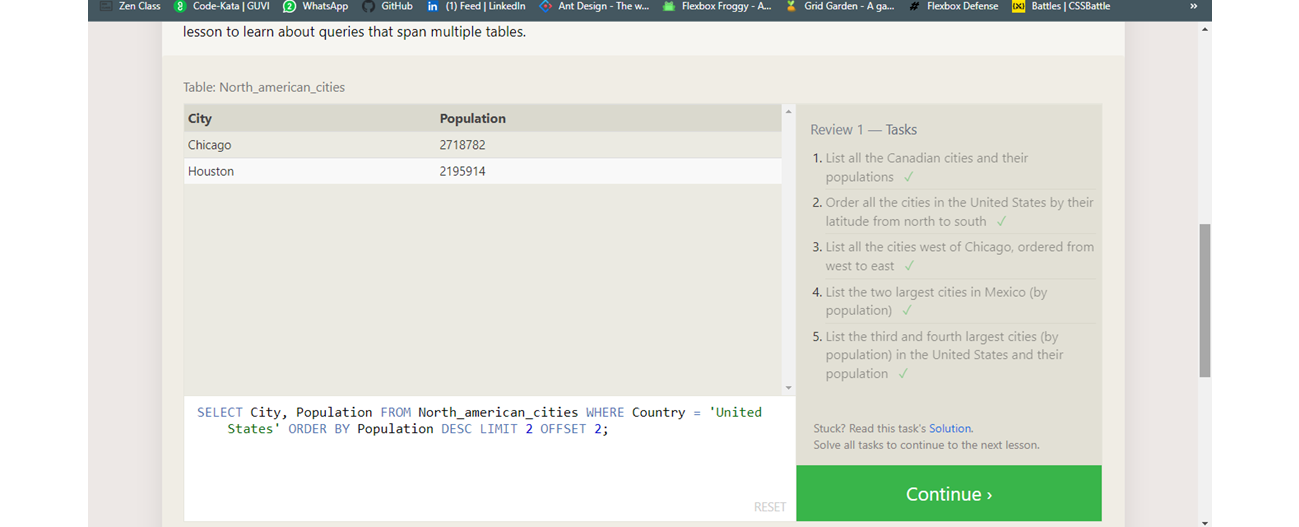 Zen Class Code-Kata | GUVI WhatsApp GitHub (1) Feed | LinkedIn Ant Design - The w... Flexbox Froggy - A... Grid Garden - A ga... Flexbox Defense Battles | CSSBattle »
lesson to learn about queries that span multiple tables.
Table: North_american_cities
City Population
Chicago 2718782
Houston 2195914
SELECT City, Population FROM North_american_cities WHERE Country = 'United
States' ORDER BY Population DESC LIMIT 2 OFFSET 2;
RESET
Review 1 — Tasks
1. List all the Canadian cities and their
populations ✓
2. Order all the cities in the United States by their
latitude from north to south ✓
3. List all the cities west of Chicago, ordered from
west to east ✓
4. List the two largest cities in Mexico (by
population) ✓
5. List the third and fourth largest cities (by
population) in the United States and their
population ✓
Stuck? Read this task's Solution.
Solve all tasks to continue to the next lesson.
Continue ›